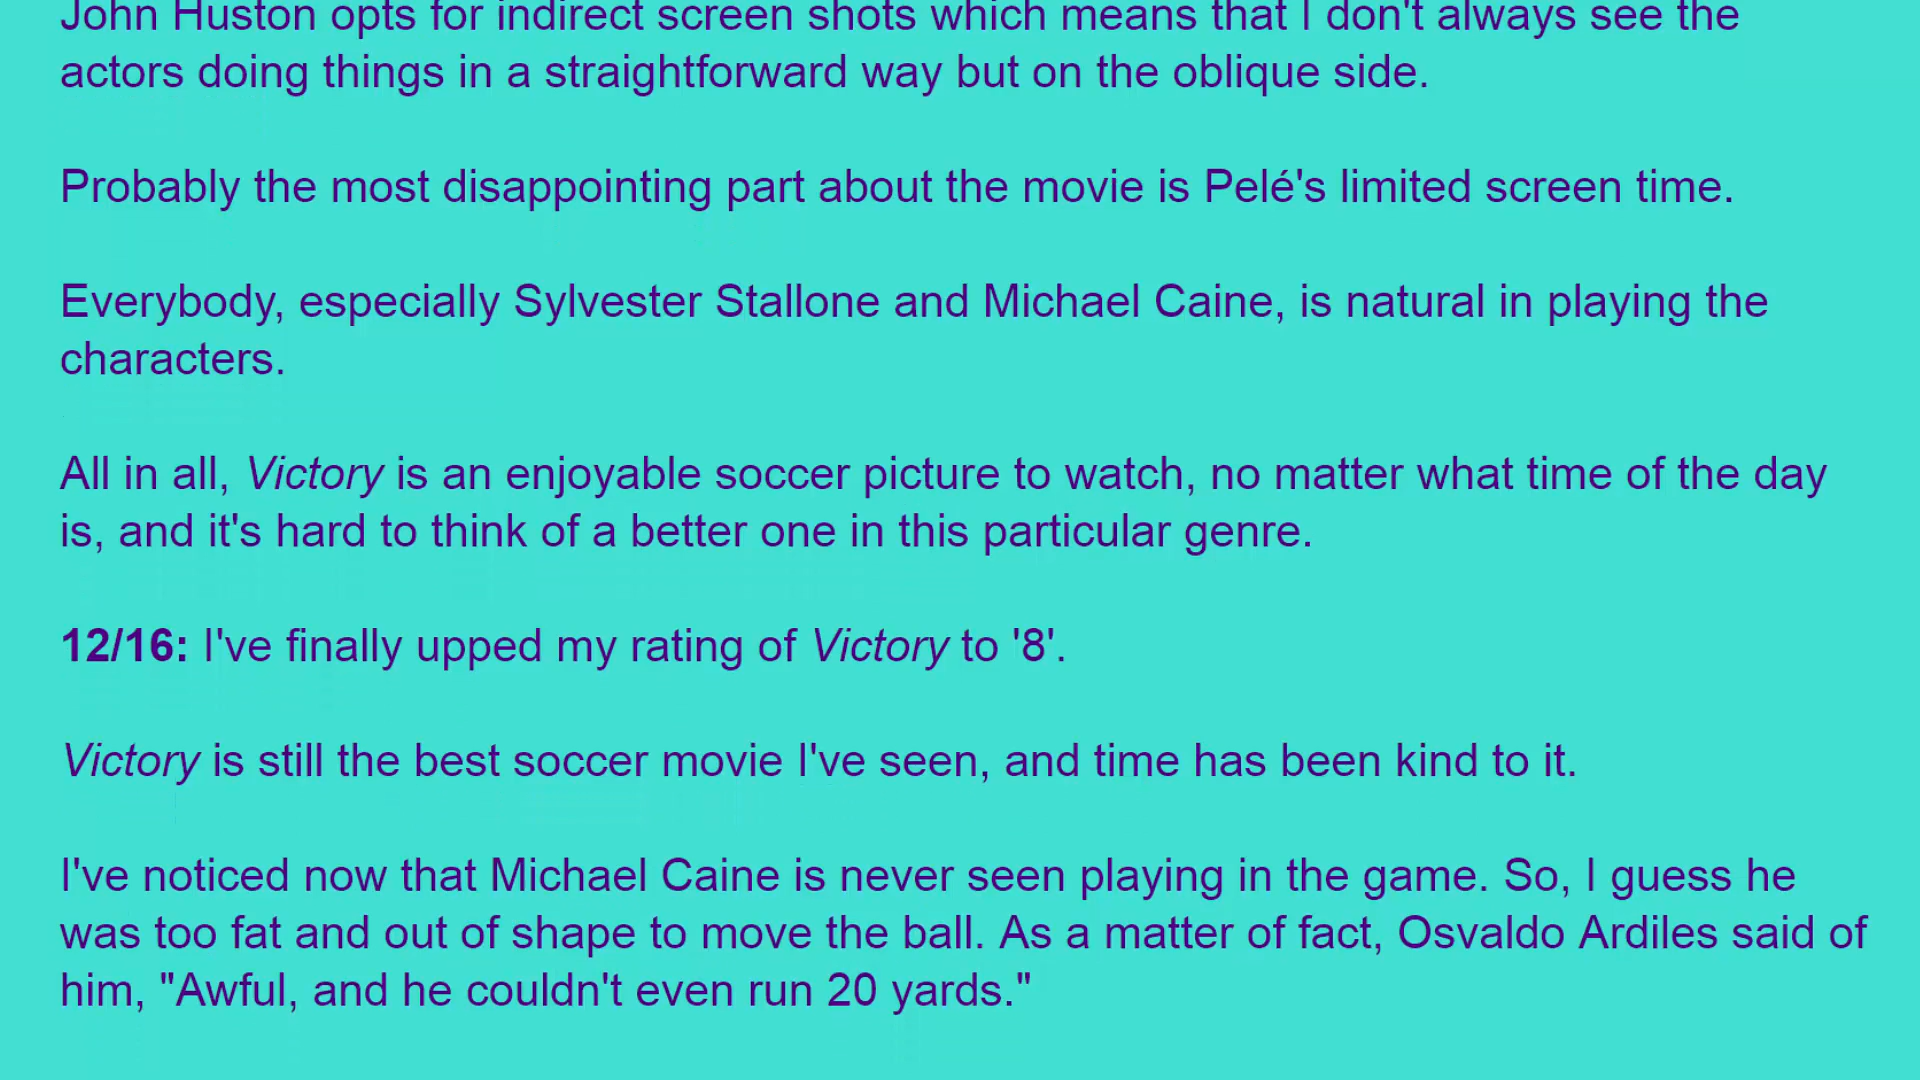 John Huston opts for indirect screen shots which means that I don't always see the
actors doing things in a straightforward way but on the oblique side.
Probably the most disappointing part about the movie is Pelé's limited screen time.
Everybody, especially Sylvester Stallone and Michael Caine, is natural in playing the
characters.
All in all, Victory is an enjoyable soccer picture to watch, no matter what time of the day
is, and it's hard to think of a better one in this particular genre.
12/16: I've finally upped my rating of Victory to '8'.
Victory is still the best soccer movie I've seen, and time has been kind to it.
I've noticed now that Michael Caine is never seen playing in the game. So, I guess he
was too fat and out of shape to move the ball. As a matter of fact, Osvaldo Ardiles said of
him, "Awful, and he couldn't even run 20 yards."